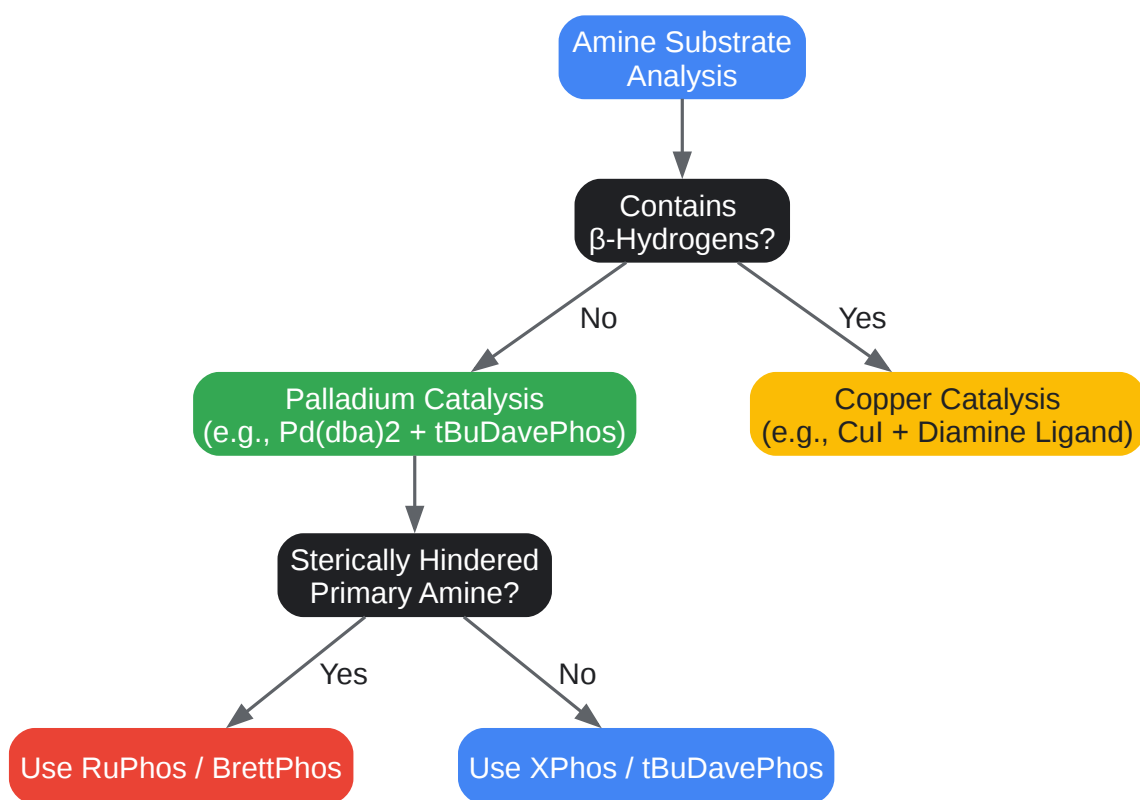 Amine Substrate
Analysis
Contains
β-Hydrogens?
No
Yes
Palladium Catalysis
(e.g., Pd(dba)2 + tBuDavePhos)
Copper Catalysis
(e.g., CuI + Diamine Ligand)
Sterically Hindered
Primary Amine?
Yes
No
Use RuPhos / BrettPhos
Use XPhos / tBuDavePhos